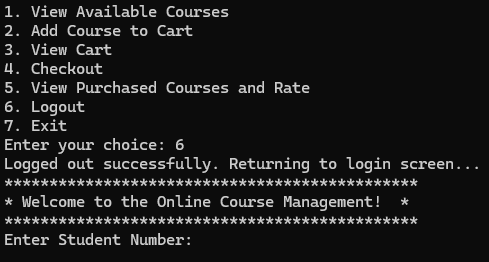 1. View Available Courses
2. Add Course to Cart
3. View Cart
4. Checkout
5. View Purchased Courses and Rate
6. Logout
7. Exit
Enter your choice: 6
Logged out successfully. Returning to login screen...
**********************************************
* Welcome to the Online Course Management!  *
**********************************************
Enter Student Number: